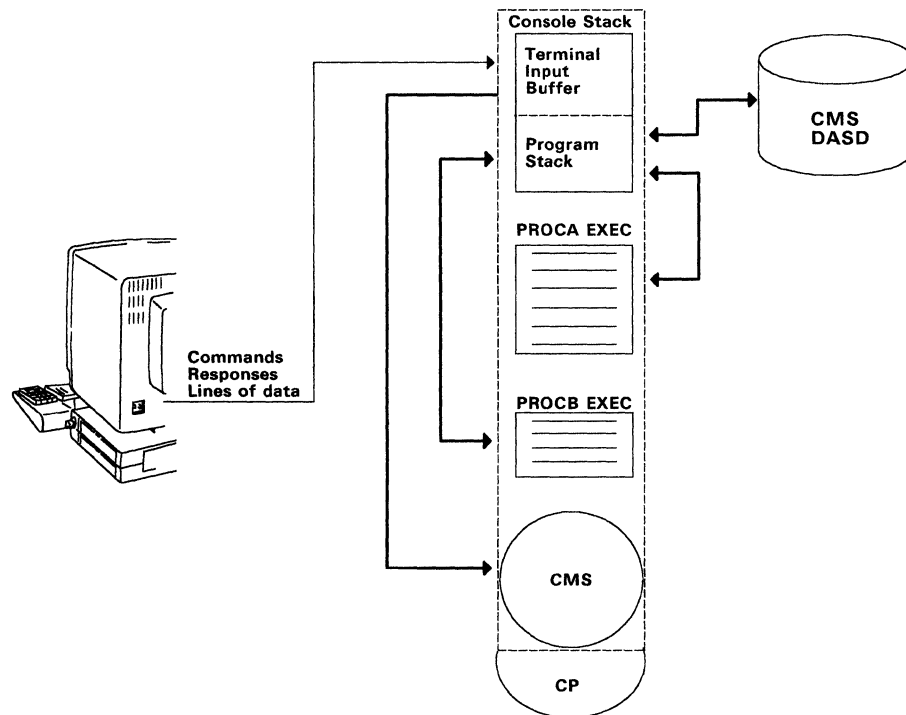 Console Stack
Terminal
Input
Buffer
Program
Stack
CMS
DASD
PROCA EXEC
Commands
Responses
Lines of data
PROCB EXEC
CMS
CP